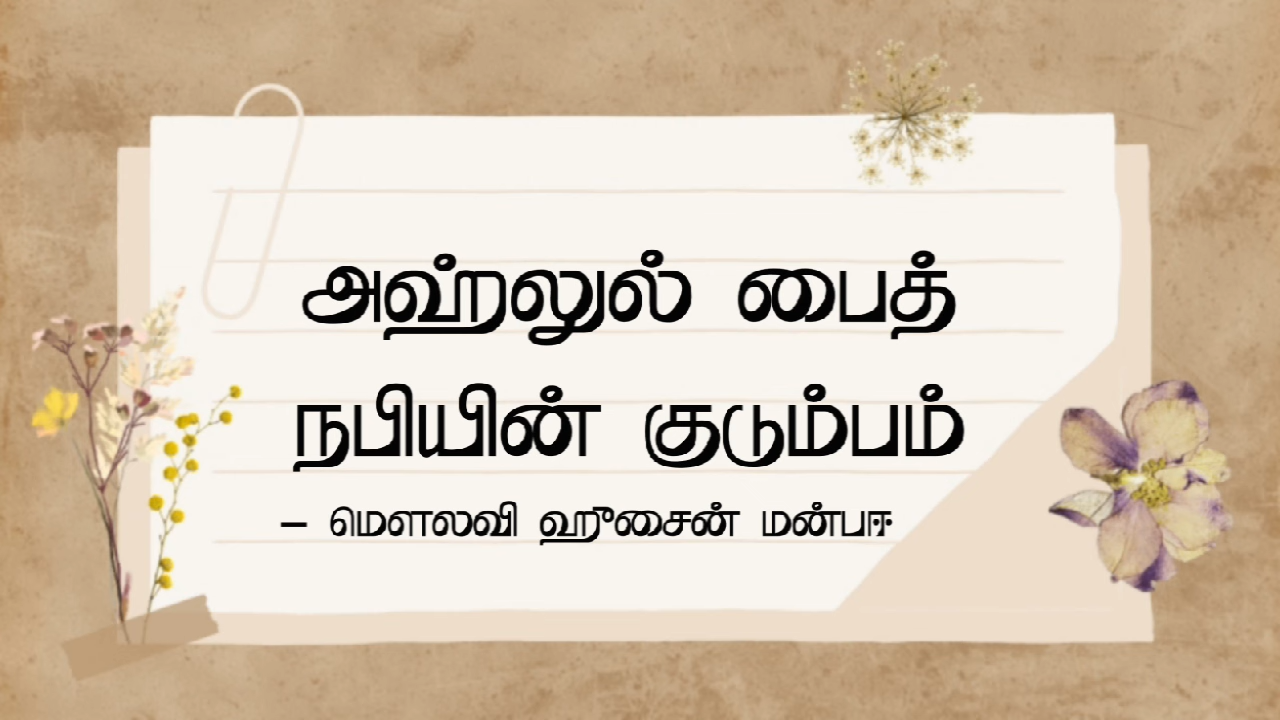 அஹ்லுல் பைத்
நபியின் குடும்பம்
– மௌலவி ஹுசைன் மன்பஈ